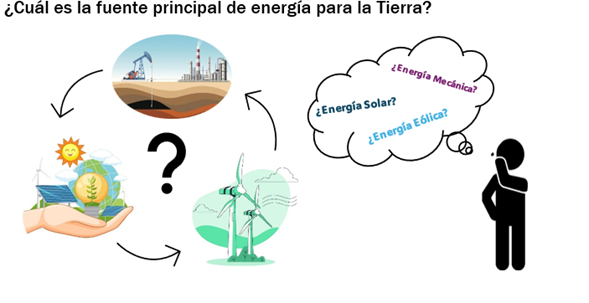 ¿Cuál es la fuente principal de energía para la Tierra?
¿Energía Mecánica?
¿Energía Solar?
¿Energía Eólica?
?